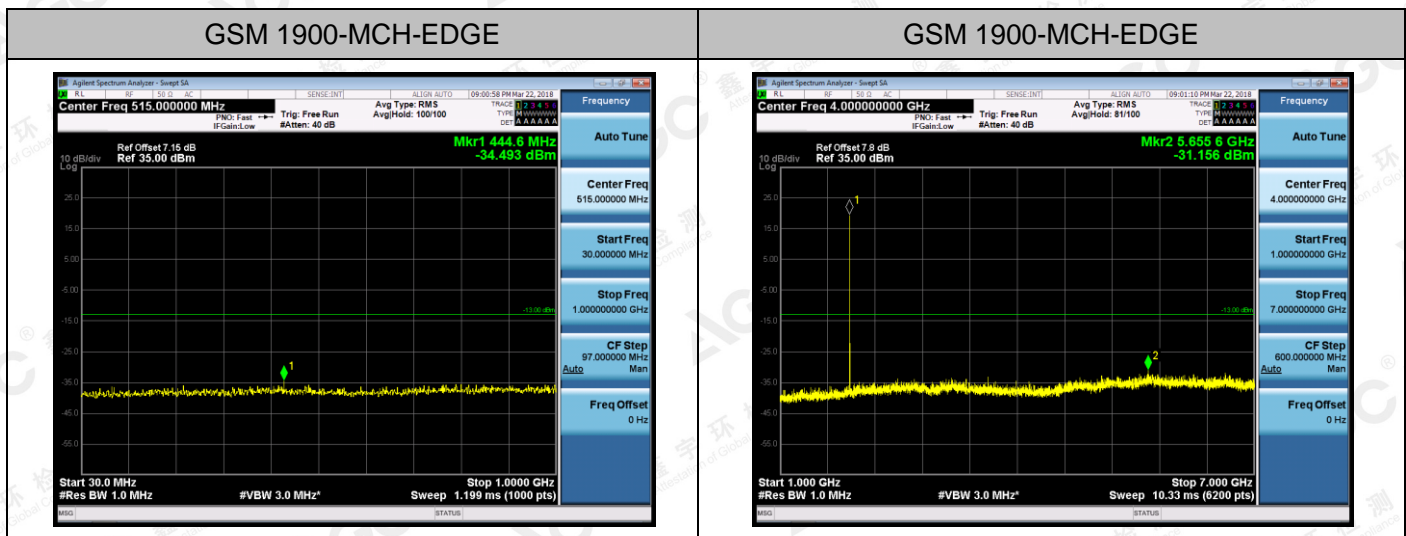 GSM 1900-MCH-EDGE
Agilent Spectrum Analyzer - Swept SA
RL RF 50 Ω AC SENSE:INT ALIGN AUTO 09:00:58 PM Mar 22, 2018
Center Freq 515.000000 MHz
PNO: Fast
IFGain:Low
Trig: Free Run
#Atten: 40 dB
Avg Type: RMS
Avg|Hold: 100/100
TRACE 1 2 3 4 5 6
TYPE M W W W W W
DET A A A A A A
Ref Offset 7.15 dB
10 dB/div Ref 35.00 dBm
Log
Mkr1 444.6 MHz
-34.493 dBm
25.0
15.0
5.00
-5.00
-13.00 dBm
-15.0
-25.0
1
-35.0
-45.0
-55.0
Start 30.0 MHz Stop 1.0000 GHz
#Res BW 1.0 MHz #VBW 3.0 MHz* Sweep 1.199 ms (1000 pts)
MSG STATUS
Frequency
Auto Tune
Center Freq
515.000000 MHz
Start Freq
30.000000 MHz
Stop Freq
1.000000000 GHz
CF Step
97.000000 MHz
Auto Man
Freq Offset
0 Hz
GSM 1900-MCH-EDGE
Agilent Spectrum Analyzer - Swept SA
RL RF 50 Ω AC SENSE:INT ALIGN AUTO 09:01:10 PM Mar 22, 2018
Center Freq 4.000000000 GHz
PNO: Fast
IFGain:Low
Trig: Free Run
#Atten: 40 dB
Avg Type: RMS
Avg|Hold: 81/100
TRACE 1 2 3 4 5 6
TYPE M W W W W W
DET A A A A A A
Ref Offset 7.8 dB
10 dB/div Ref 35.00 dBm
Log
Mkr2 5.655 6 GHz
-31.156 dBm
25.0
1
15.0
5.00
-5.00
-13.00 dBm
-15.0
-25.0
2
-35.0
-45.0
-55.0
Start 1.000 GHz Stop 7.000 GHz
#Res BW 1.0 MHz #VBW 3.0 MHz* Sweep 10.33 ms (6200 pts)
MSG STATUS
Frequency
Auto Tune
Center Freq
4.000000000 GHz
Start Freq
1.000000000 GHz
Stop Freq
7.000000000 GHz
CF Step
600.000000 MHz
Auto Man
Freq Offset
0 Hz